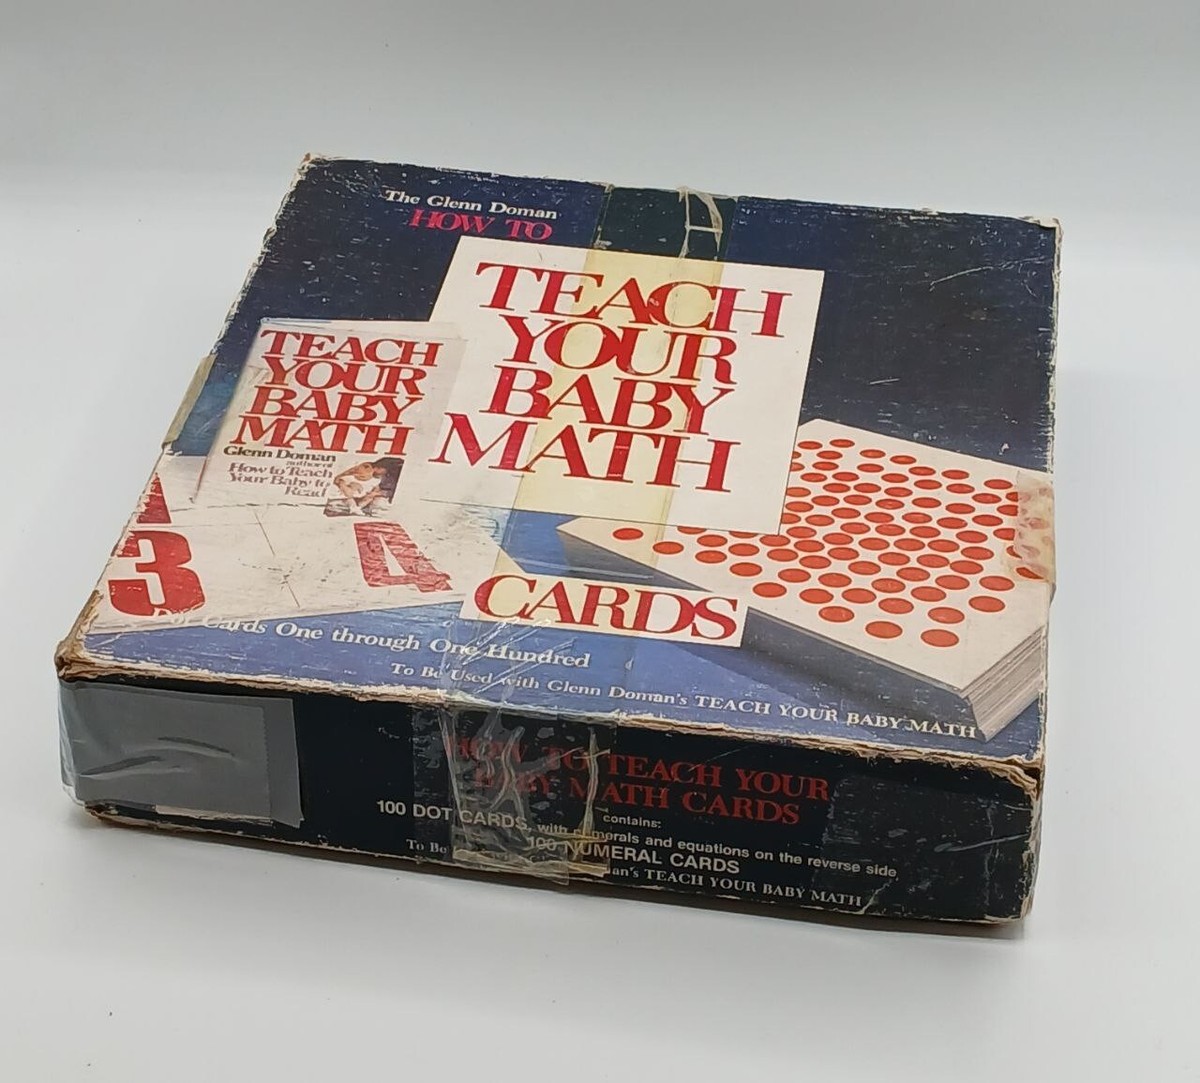 The Glenn Doman
HOW TO
TEACH
YOUR
BABY
MATH
TEACH
YOUR
BABY
MATH
Glenn Doman
author of
How to Teach
Your Baby to
Read
3
4
CARDS
Dot Cards One through One Hundred
To Be Used with Glenn Doman's TEACH YOUR BABY MATH
HOW TO TEACH YOUR
BABY MATH CARDS
contains:
100 DOT CARDS, with numerals and equations on the reverse side,
100 NUMERAL CARDS
To Be an's TEACH YOUR BABY MATH